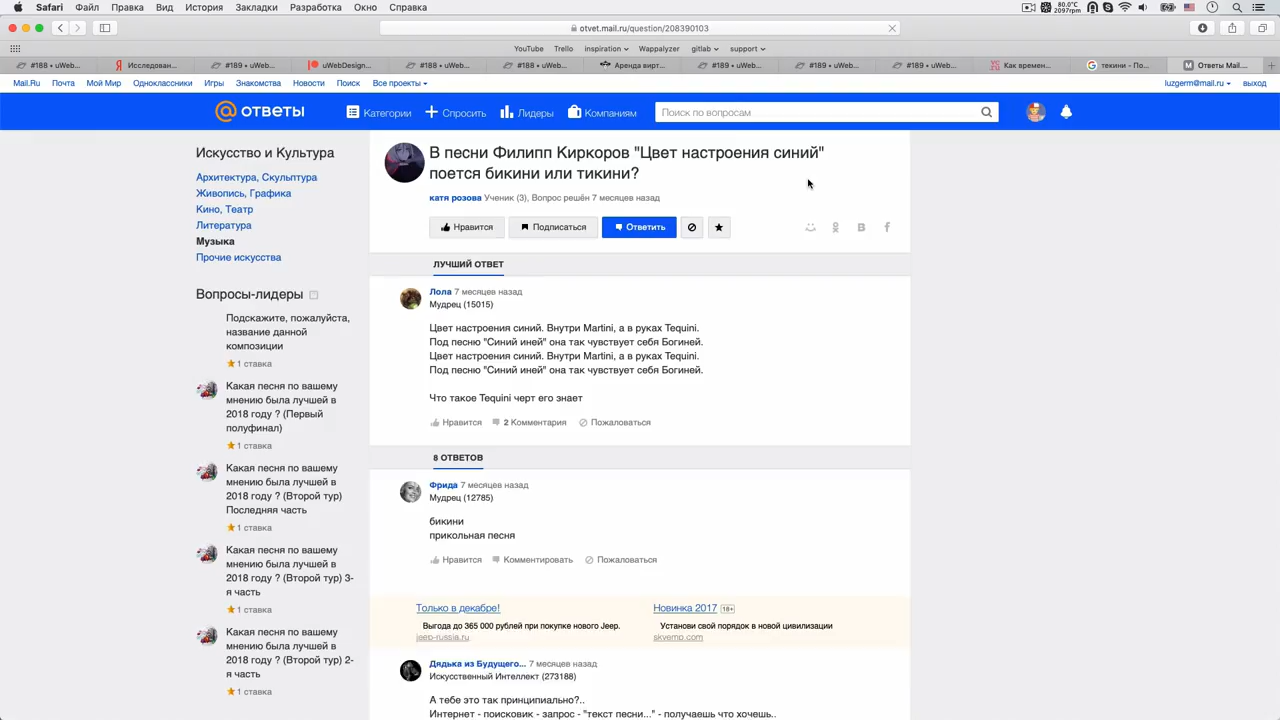 Safari Файл Правка Вид История Закладки Разработка Окно Справка
80.0°C
2097rpm
otvet.mail.ru/question/208390103
YouTube Trello inspiration Wappalyzer gitlab support
#188 • uWeb... Исследован... #189 • uWeb... uWebDesign... #188 • uWeb... #188 • uWeb... Аренда вирт... #189 • uWeb... #189 • uWeb... #189 • uWeb... Как времен... текини - По... Ответы Mail....
Mail.Ru Почта Мой Мир Одноклассники Игры Знакомства Новости Поиск Все проекты
luzgerm@mail.ru выход
ответы Категории Спросить Лидеры Компаниям Поиск по вопросам
Искусство и Культура
Архитектура, Скульптура
Живопись, Графика
Кино, Театр
Литература
Музыка
Прочие искусства
Вопросы-лидеры
Подскажите, пожалуйста,
название данной
композиции
1 ставка
Какая песня по вашему
мнению была лучшей в
2018 году ? (Первый
полуфинал)
1 ставка
Какая песня по вашему
мнению была лучшей в
2018 году ? (Второй тур)
Последняя часть
1 ставка
Какая песня по вашему
мнению была лучшей в
2018 году ? (Второй тур) 3-
я часть
1 ставка
Какая песня по вашему
мнению была лучшей в
2018 году ? (Второй тур) 2-
я часть
1 ставка
В песни Филипп Киркоров "Цвет настроения синий"
поется бикини или тикини?
катя розова Ученик (3), Вопрос решён 7 месяцев назад
Нравится Подписаться Ответить
ЛУЧШИЙ ОТВЕТ
Лола 7 месяцев назад
Мудрец (15015)
Цвет настроения синий. Внутри Martini, а в руках Tequini.
Под песню "Синий иней" она так чувствует себя Богиней.
Цвет настроения синий. Внутри Martini, а в руках Tequini.
Под песню "Синий иней" она так чувствует себя Богиней.
Что такое Tequini черт его знает
Нравится 2 Комментария Пожаловаться
8 ОТВЕТОВ
Фрида 7 месяцев назад
Мудрец (12785)
бикини
прикольная песня
Нравится Комментировать Пожаловаться
Только в декабре!
Выгода до 365 000 рублей при покупке нового Jeep.
jeep-russia.ru
Новинка 2017 18+
Установи свой порядок в новой цивилизации
skyemp.com
Дядька из Будущего... 7 месяцев назад
Искусственный Интеллект (273188)
А тебе это так принципиально?..
Интернет - поисковик - запрос - "текст песни..." - получаешь что хочешь..